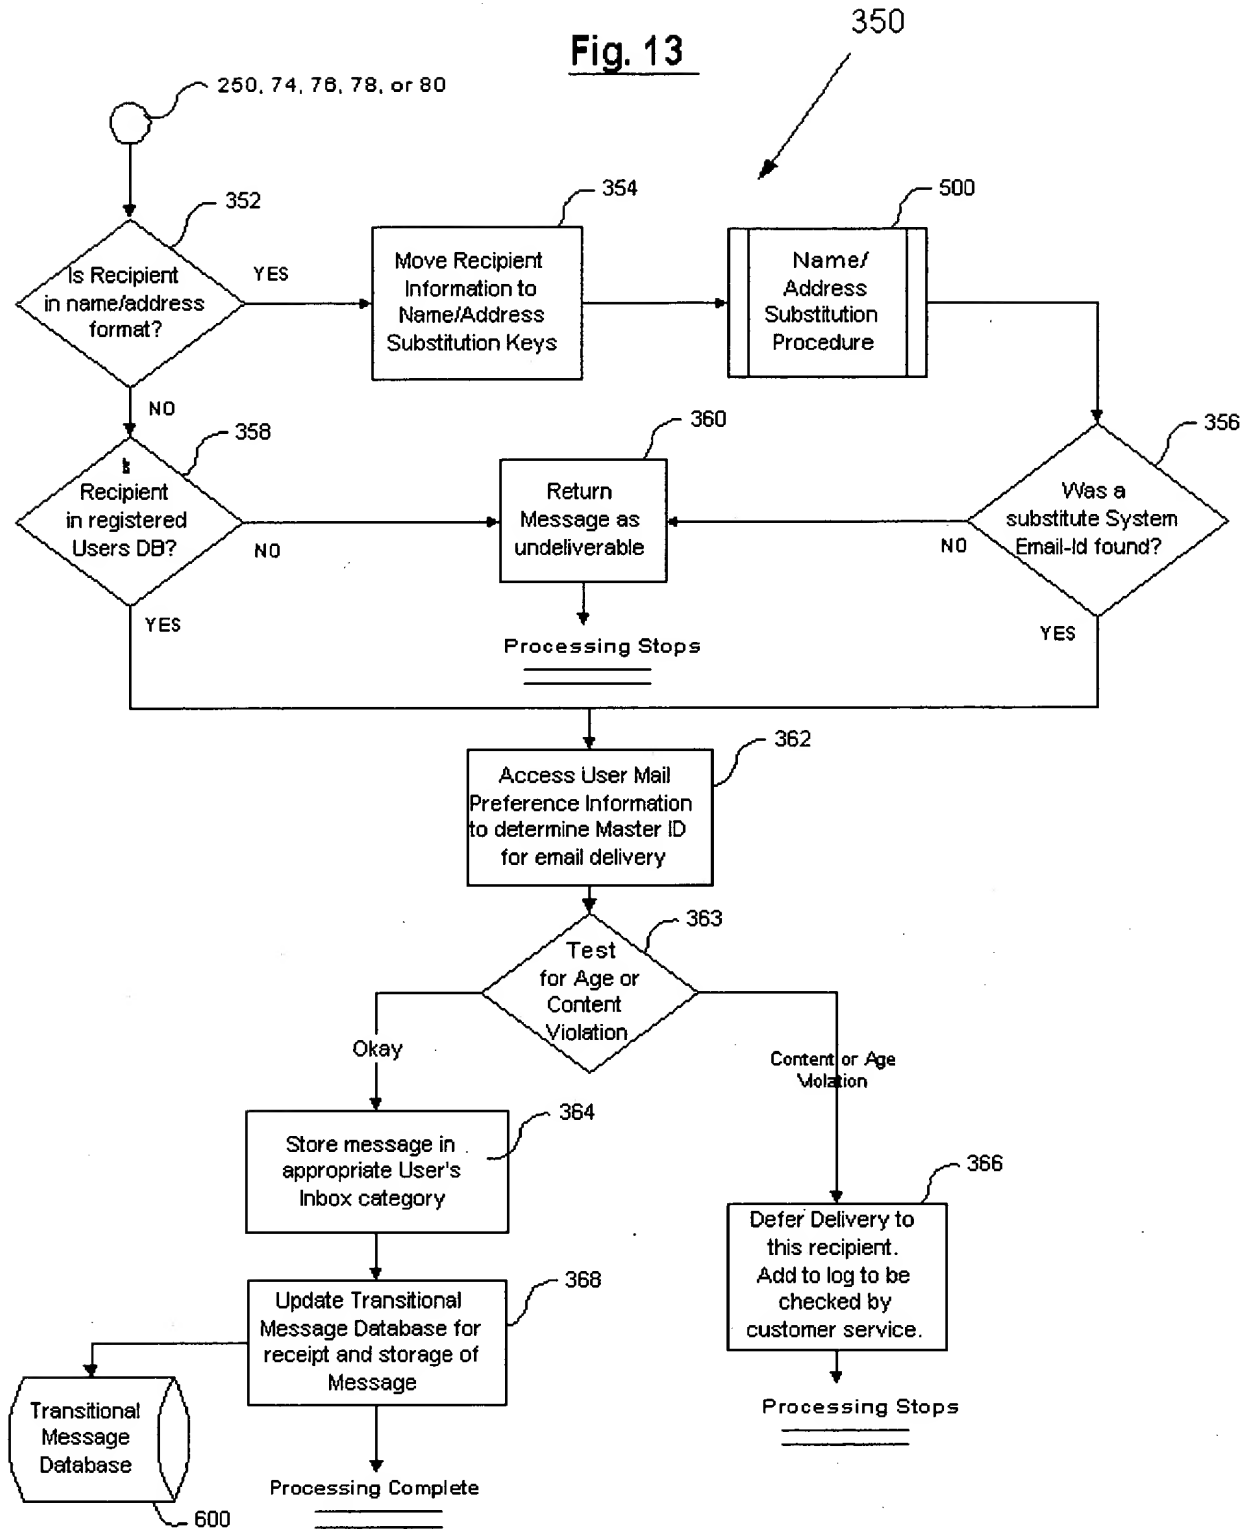 Fig. 13
350
250, 74, 76, 78, or 80
352
Is Recipient
in name/address
format?
YES
NO
354
Move Recipient
Information to
Name/Address
Substitution Keys
500
Name/
Address
Substitution
Procedure
358
Is
Recipient
in registered
Users DB?
NO
YES
360
Return
Message as
undeliverable
Processing Stops
356
Was a
substitute System
Email-Id found?
NO
YES
362
Access User Mail
Preference Information
to determine Master ID
for email delivery
363
Test
for Age or
Content
Violation
Okay
Content or Age
Violation
364
Store message in
appropriate User's
Inbox category
366
Defer Delivery to
this recipient.
Add to log to be
checked by
customer service.
Processing Stops
368
Update Transitional
Message Database for
receipt and storage of
Message
Transitional
Message
Database
600
Processing Complete